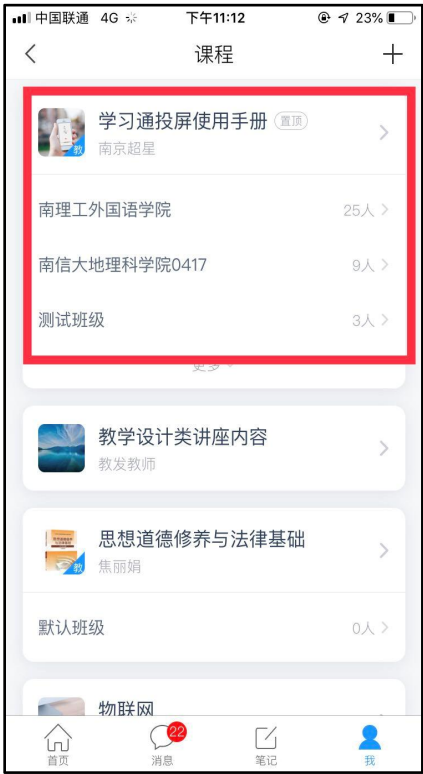 中国联通 4G 下午11:12 23%
课程
学习通投屏使用手册 置顶
教
南京超星
南理工外国语学院 25人
南信大地理科学院0417 9人
测试班级 3人
更多
教学设计类讲座内容
教发教师
思想道德修养与法律基础
教
焦丽娟
默认班级 0人
物联网
22
首页 消息 笔记 我